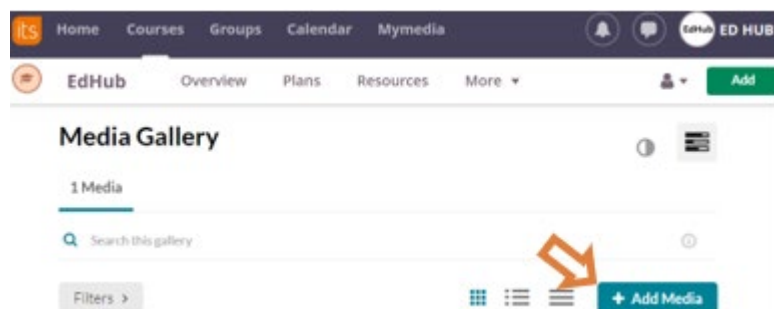 its Home Courses Groups Calendar Mymedia EdHub ED HUB
EdHub Overview Plans Resources More Add
Media Gallery
1 Media
Search this gallery
Filters >
+ Add Media